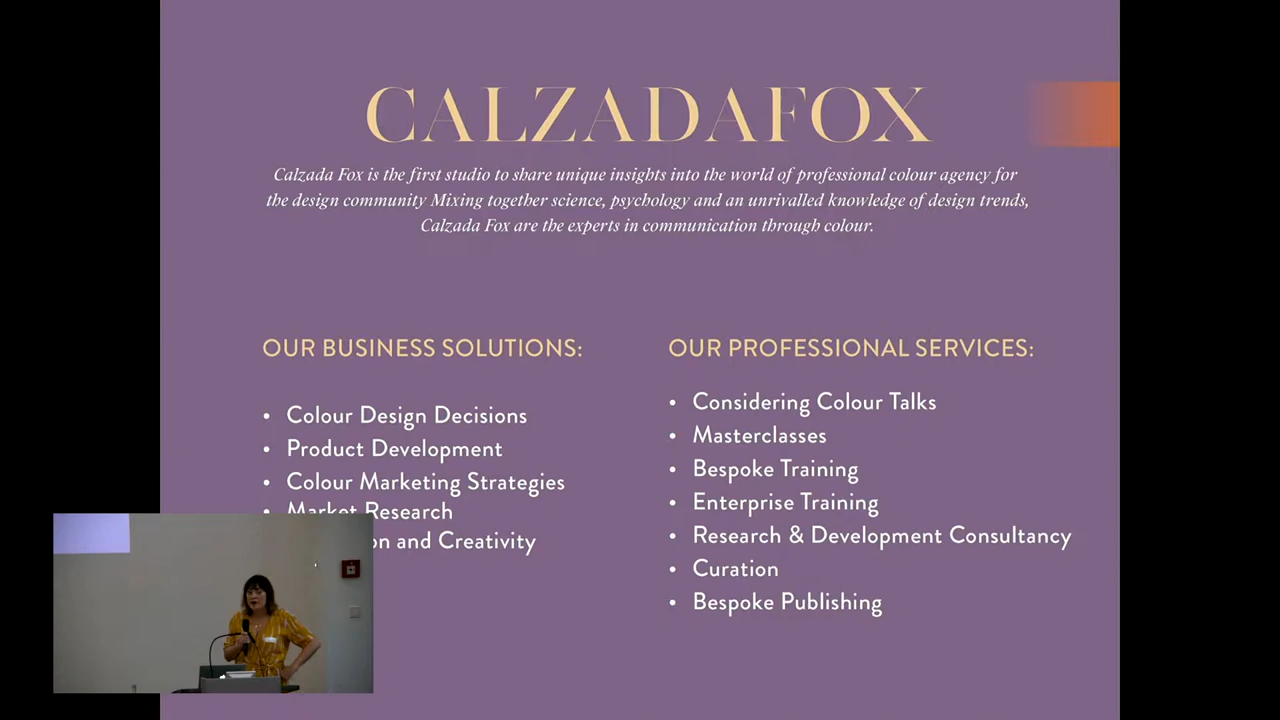 CALZADAFOX
Calzada Fox is the first studio to share unique insights into the world of professional colour agency for
the design community Mixing together science, psychology and an unrivalled knowledge of design trends,
Calzada Fox are the experts in communication through colour.
OUR BUSINESS SOLUTIONS:
• Colour Design Decisions
• Product Development
• Colour Marketing Strategies
• Market Research
and Creativity
OUR PROFESSIONAL SERVICES:
• Considering Colour Talks
• Masterclasses
• Bespoke Training
• Enterprise Training
• Research & Development Consultancy
• Curation
• Bespoke Publishing